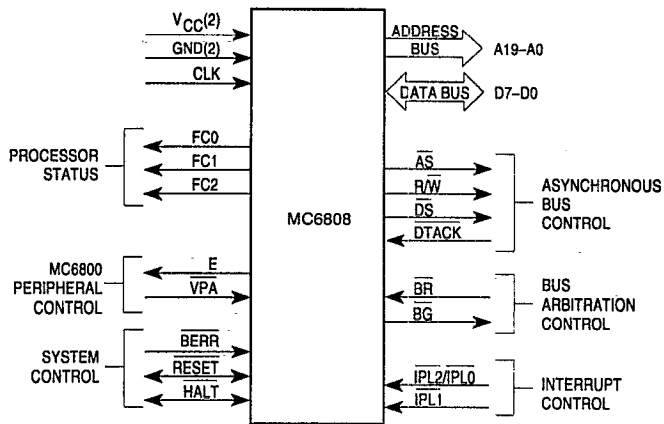 VCC(2)
GND(2)
CLK
PROCESSOR
STATUS
FC0
FC1
FC2
MC6800
PERIPHERAL
CONTROL
E
VPA
SYSTEM
CONTROL
BERR
RESET
HALT
MC6808
ADDRESS
BUS
A19–A0
DATA BUS
D7–D0
AS
R/W
DS
DTACK
ASYNCHRONOUS
BUS
CONTROL
BR
BG
BUS
ARBITRATION
CONTROL
IPL2/IPL0
IPL1
INTERRUPT
CONTROL